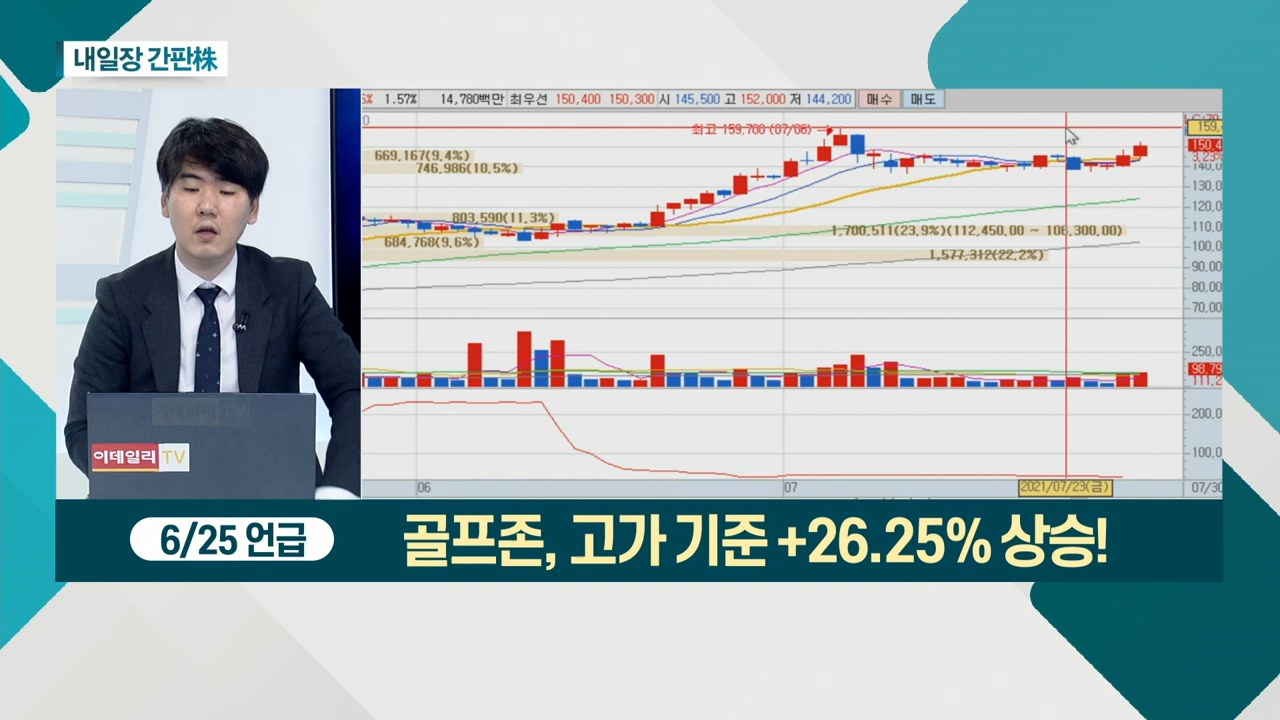 내일장 간판株
1.57% 14,780백만 최우선 150,400 150,300 시 145,500 고 152,000 저 144,200 매수 매도
최고 159,700 (07/06)
669,167(9.4%)
746,986(10.5%)
803,590(11.3%)
1,700,511(23.9%)(112,450.00 ~ 106,300.00)
684,768(9.6%)
1,577,312(22.2%)
130,00
120,00
110,00
100,00
90,00
80,00
70,00
250,0
98,79
200,0
100,0
06
07
2021/07/23(금)
07/30
이데일리 TV
6/25 언급
골프존, 고가 기준 +26.25% 상승!